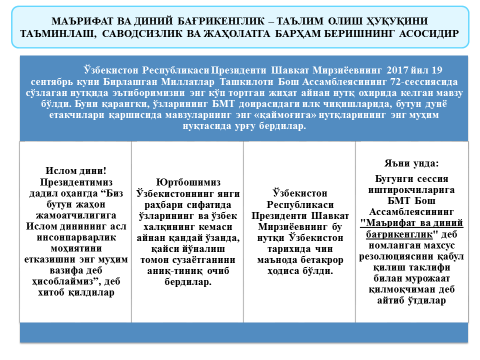 МАЪРИФАТ ВА ДИНИЙ БАҒРИКЕНГЛИК – ТАЪЛИМ ОЛИШ ҲУҚУҚИНИ
ТАЪМИНЛАШ, САВОДСИЗЛИК ВА ЖАҲОЛАТГА БАРҲАМ БЕРИШНИНГ АСОСИДИР
Ўзбекистон Республикаси Президенти Шавкат Мирзиёевнинг 2017 йил 19
сентябрь куни Бирлашган Миллатлар Ташкилоти Бош Ассамблеясининг 72-сессиясида
сўзлаган нутқида эътиборимизни энг кўп тортган жиҳат айнан нутқ охирида келган мавзу
бўлди. Буни қарангки, ўзларининг БМТ доирасидаги илк чиқишларида, бутун дунё
етакчилари қаршисида мавзуларнинг энг «қаймоғига» нутқларининг энг муҳим
нуқтасида урғу бердилар.
Ислом дини!
Президентимиз
дадил оҳангда “Биз
бутун жаҳон
жамоатчилигига
Ислом динининг асл
инсонпарварлик
моҳиятини
етказишни энг муҳим
вазифа деб
ҳисоблаймиз”, деб
хитоб қилдилар
Юртбошимиз
Ўзбекистоннинг янги
раҳбари сифатида
ўзларининг ва ўзбек
халқининг кемаси
айнан қандай ўзанда,
қайси йўналиш
томон сузаётганини
аниқ-тиниқ очиб
бердилар.
Ўзбекистон
Республикаси
Президенти Шавкат
Мирзиёевнинг бу
нутқи Ўзбекистон
тарихида чин
маънода бетакрор
ҳодиса бўлди.
Яъни унда:
Бугунги сессия
иштирокчиларига
БМТ Бош
Ассамблеясининг
"Маърифат ва диний
бағрикенглик" деб
номланган махсус
резолюциясини қабул
қилиш таклифи
билан мурожаат
қилмоқчиман деб
айтиб ўтдилар